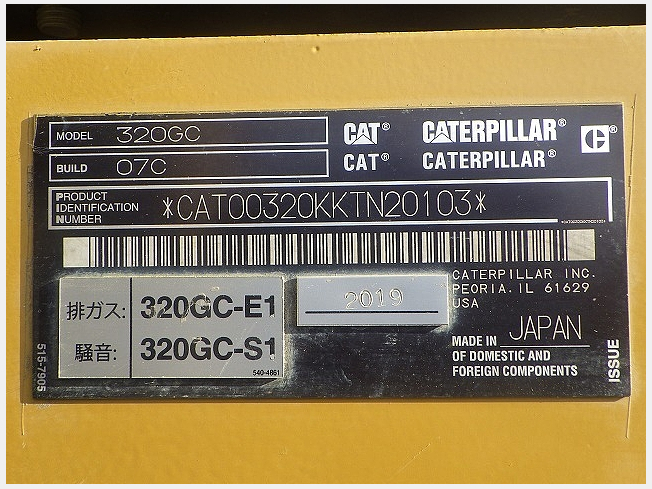 MODEL 320GC
CAT® CATERPILLAR®
BUILD 07C
CAT® CATERPILLAR®
PRODUCT IDENTIFICATION NUMBER *CAT00320KKTN20103*
*CAT00320KKTN20103*
排ガス: 320GC-E1
騒音: 320GC-S1
540-4861
2019
CATERPILLAR INC.
PEORIA. IL 61629
USA
MADE IN JAPAN
OF DOMESTIC AND
FOREIGN COMPONENTS
515-7905
ISSUE